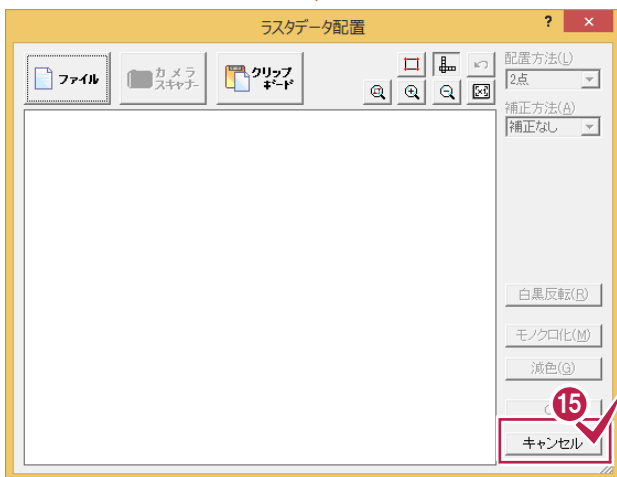 ラスタデータ配置
?
×
ファイル
カメラ
スキャナー
クリップ
ボード
配置方法(L)
2点
補正方法(A)
補正なし
白黒反転(R)
モノクロ化(M)
減色(G)
15
キャンセル